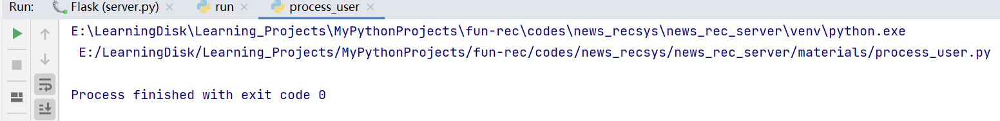 Run: Flask (server.py) run process_user
E:\LearningDisk\Learning_Projects\MyPythonProjects\fun-rec\codes\news_recsys\news_rec_server\venv\python.exe
E:/LearningDisk/Learning_Projects/MyPythonProjects/fun-rec/codes/news_recsys/news_rec_server/materials/process_user.py
Process finished with exit code 0